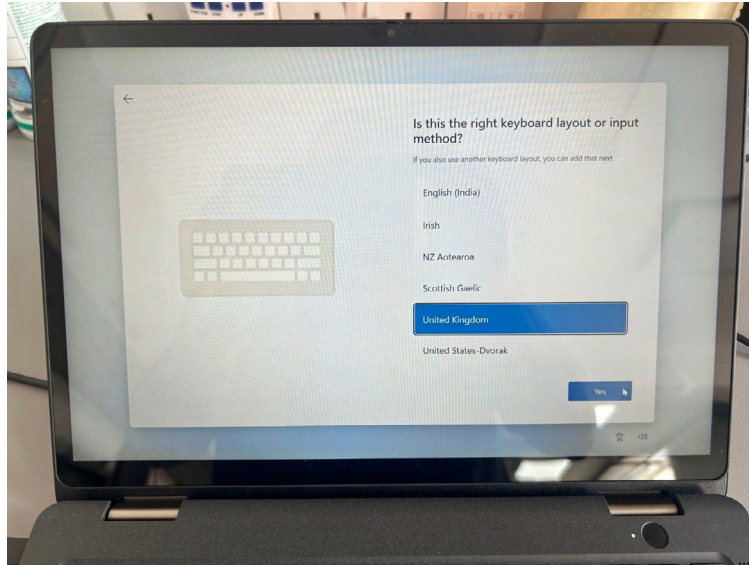 Is this the right keyboard layout or input
method?
If you also use another keyboard layout, you can add that next
English (India)
Irish
NZ Aotearoa
Scottish Gaelic
United Kingdom
United States-Dvorak
Yes